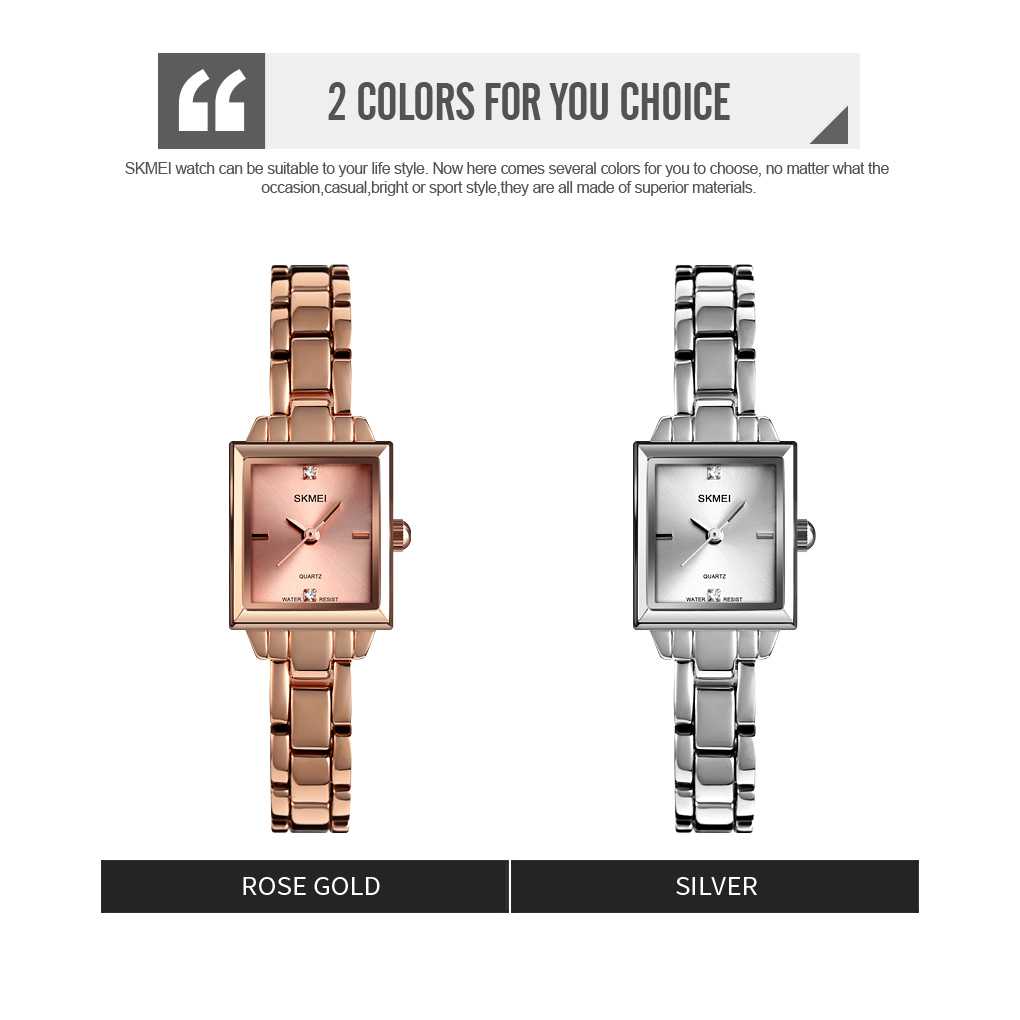 2 COLORS FOR YOU CHOICE
SKMEI watch can be suitable to your life style. Now here comes several colors for you to choose, no matter what the
occasion,casual,bright or sport style,they are all made of superior materials.
SKMEI
QUARTZ
WATER RESIST
SKMEI
QUARTZ
WATER RESIST
ROSE GOLD
SILVER